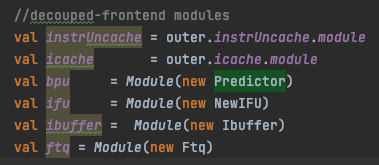 //decouped-frontend modules
val instrUncache = outer.instrUncache.module
val icache       = outer.icache.module
val bpu     = Module(new Predictor)
val ifu     = Module(new NewIFU)
val ibuffer =  Module(new Ibuffer)
val ftq = Module(new Ftq)